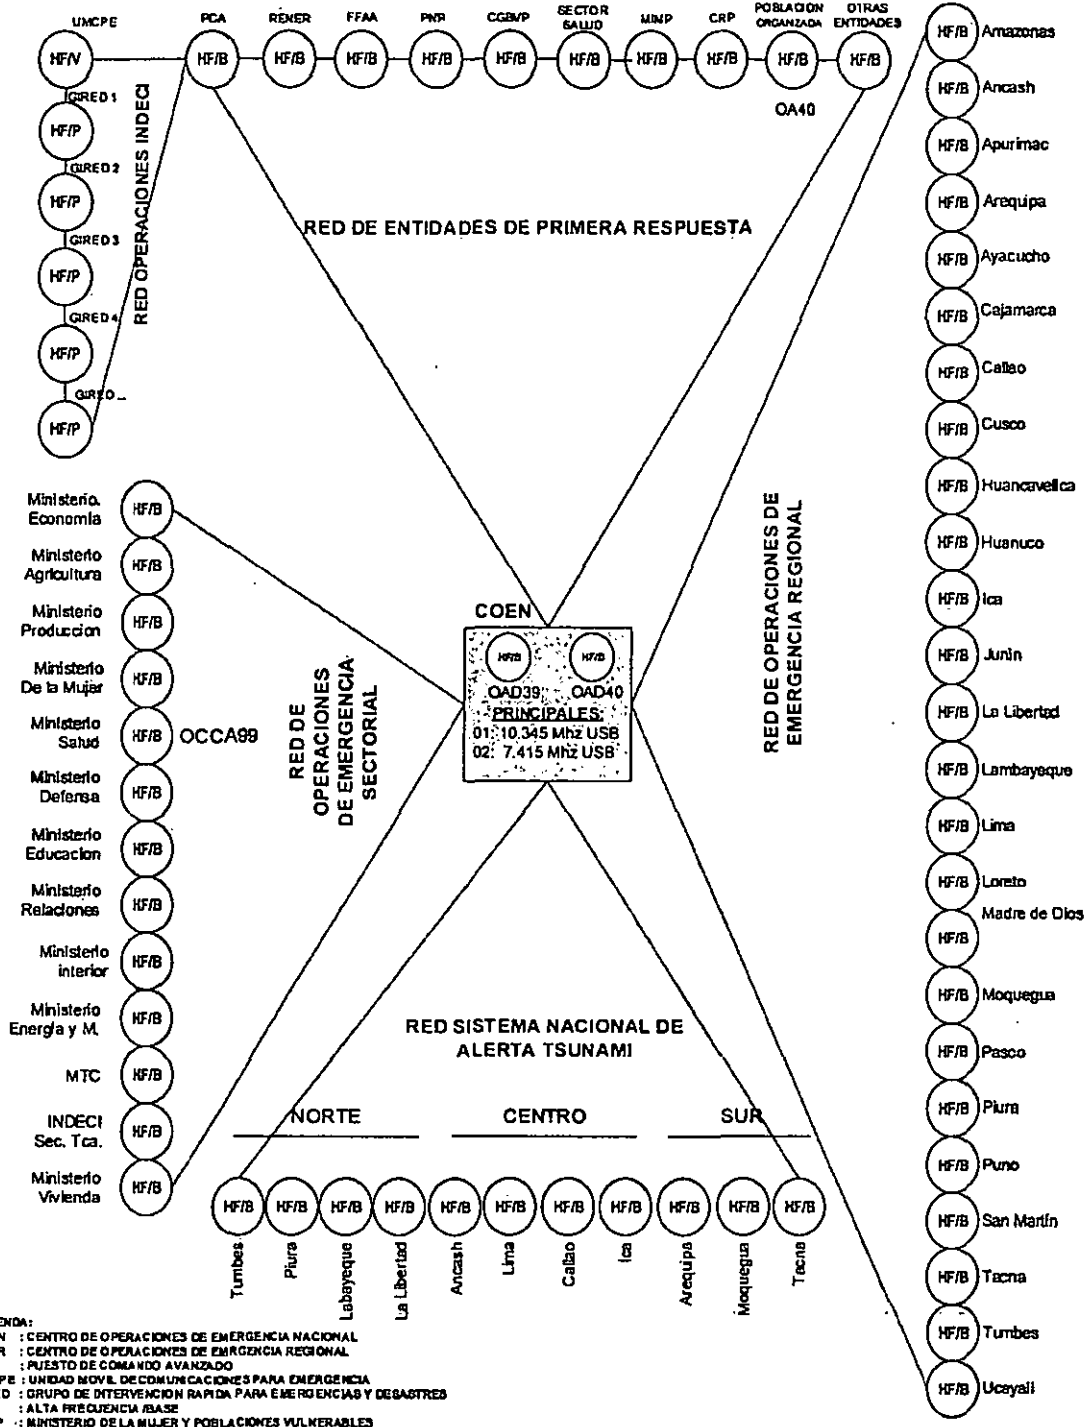 UMCPE
PCA
RENER
FFAA
PNP
CGBVP
SECTOR
SALUD
MIMP
CRP
POBLACION
ORGANIZADA
OTRAS
ENTIDADES
HF/V
HF/B
HF/B
HF/B
HF/B
HF/B
HF/B
HF/B
HF/B
HF/B
HF/B
OA40
GIRED 1
HF/P
GIRED 2
HF/P
GIRED 3
HF/P
GIRED 4
HF/P
GIRED _
HF/P
RED OPERACIONES INDECI
RED DE ENTIDADES DE PRIMERA RESPUESTA
HF/B Amazonas
HF/B Ancash
HF/B Apurimac
HF/B Arequipa
HF/B Ayacucho
HF/B Cajamarca
HF/B Callao
HF/B Cusco
HF/B Huancavelica
HF/B Huanuco
HF/B Ica
HF/B Junin
HF/B La Libertad
HF/B Lambayeque
HF/B Lima
HF/B Loreto
Madre de Dios
HF/B
HF/B Moquegua
HF/B Pasco
HF/B Piura
HF/B Puno
HF/B San Martín
HF/B Tacna
HF/B Tumbes
HF/B Ucayali
RED DE OPERACIONES DE
EMERGENCIA REGIONAL
Ministerio.
Economía HF/B
Ministerio
Agricultura HF/B
Ministerio
Produccion HF/B
Ministerio
De la Mujer HF/B
Ministerio
Salud HF/B OCCA99
Ministerio
Defensa HF/B
Ministerio
Educacion HF/B
Ministerio
Relaciones HF/B
Ministerio
interior HF/B
Ministerio
Energía y M. HF/B
MTC HF/B
INDECI
Sec. Tca. HF/B
Ministerio
Vivienda HF/B
RED DE
OPERACIONES
DE EMERGENCIA
SECTORIAL
COEN
HF/B HF/B
OAD39 OAD40
PRINCIPALES:
01: 10.345 Mhz USB
02: 7.415 Mhz USB
RED SISTEMA NACIONAL DE
ALERTA TSUNAMI
NORTE CENTRO SUR
HF/B HF/B HF/B HF/B HF/B HF/B HF/B HF/B HF/B HF/B HF/B
Tumbes
Piura
Labayeque
La Libertad
Ancash
Lima
Callao
Ica
Arequipa
Moquegua
Tacna
ENDA:
N : CENTRO DE OPERACIONES DE EMERGENCIA NACIONAL
R : CENTRO DE OPERACIONES DE EMRGENCIA REGIONAL
: PUESTO DE COMANDO AVANZADO
PE : UNIDAD MOVIL DE COMUNICACIONES PARA EMERGENCIA
ED : GRUPO DE INTERVENCION RAPIDA PARA EMERGENCIAS Y DESASTRES
: ALTA FRECUENCIA /BASE
P : MINISTERIO DE LA MUJER Y POBLACIONES VULNERABLES